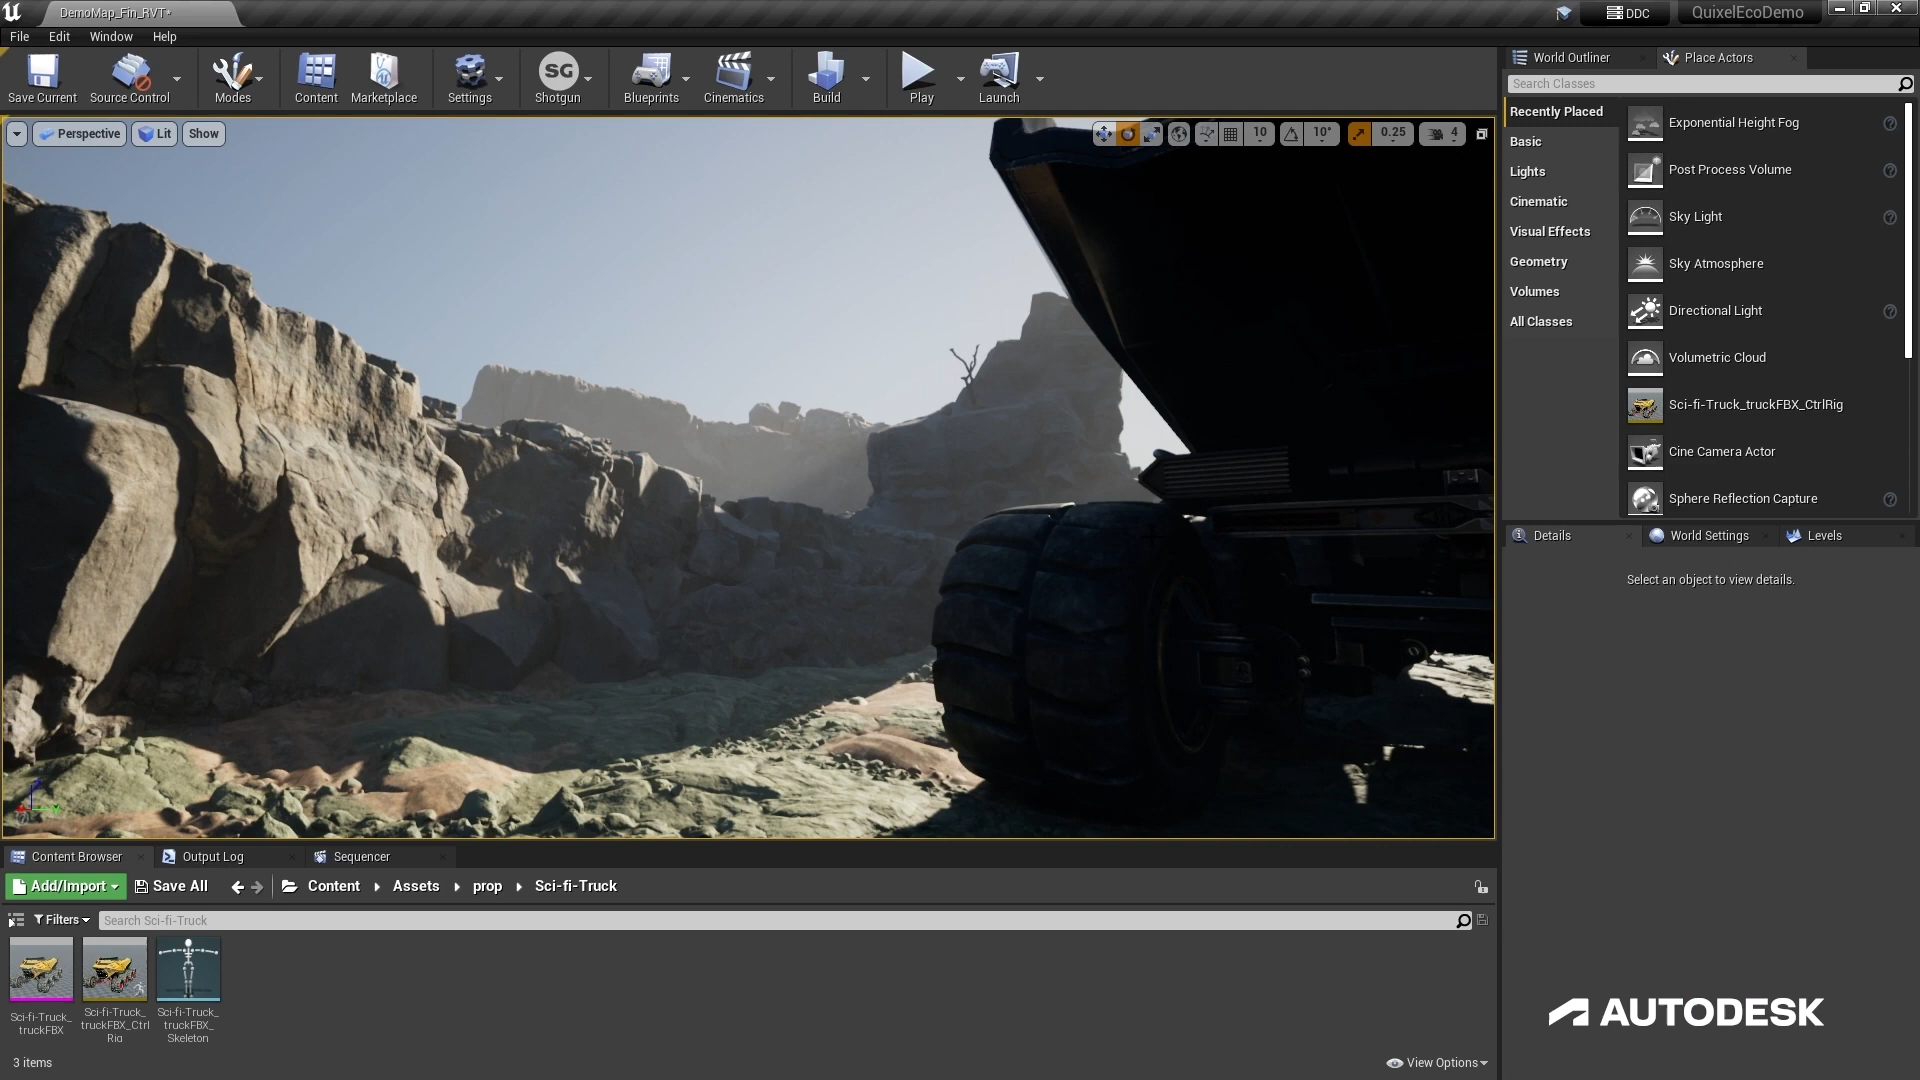 DemoMap_Fin_RVT*
DDC
QuixelEcoDemo
File Edit Window Help
Save Current
Source Control
Modes
Content
Marketplace
Settings
SG
Shotgun
Blueprints
Cinematics
Build
Play
Launch
Perspective
Lit
Show
10
10°
0.25
4
World Outliner
Place Actors
Search Classes
Recently Placed
Basic
Lights
Cinematic
Visual Effects
Geometry
Volumes
All Classes
Exponential Height Fog
Post Process Volume
Sky Light
Sky Atmosphere
Directional Light
Volumetric Cloud
Sci-fi-Truck_truckFBX_CtrlRig
Cine Camera Actor
Sphere Reflection Capture
Details
World Settings
Levels
Select an object to view details.
Content Browser
Output Log
Sequencer
Add/Import
Save All
Content
Assets
prop
Sci-fi-Truck
Filters
Search Sci-fi-Truck
Sci-fi-Truck_
truckFBX
Sci-fi-Truck_
truckFBX_Ctrl
Rig
Sci-fi-Truck_
truckFBX_
Skeleton
3 items
View Options
AUTODESK